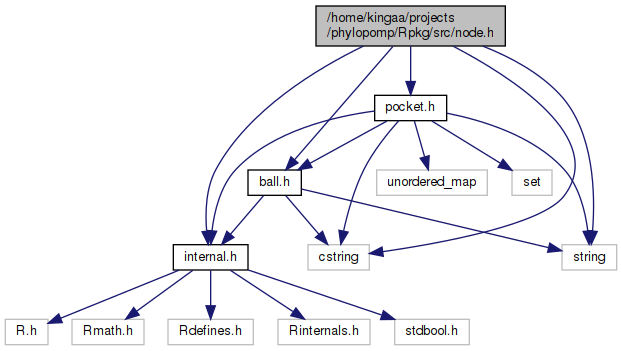 /home/kingaa/projects
/phylopomp/Rpkg/src/node.h
pocket.h
ball.h
unordered_map
set
internal.h
cstring
string
R.h
Rmath.h
Rdefines.h
Rinternals.h
stdbool.h